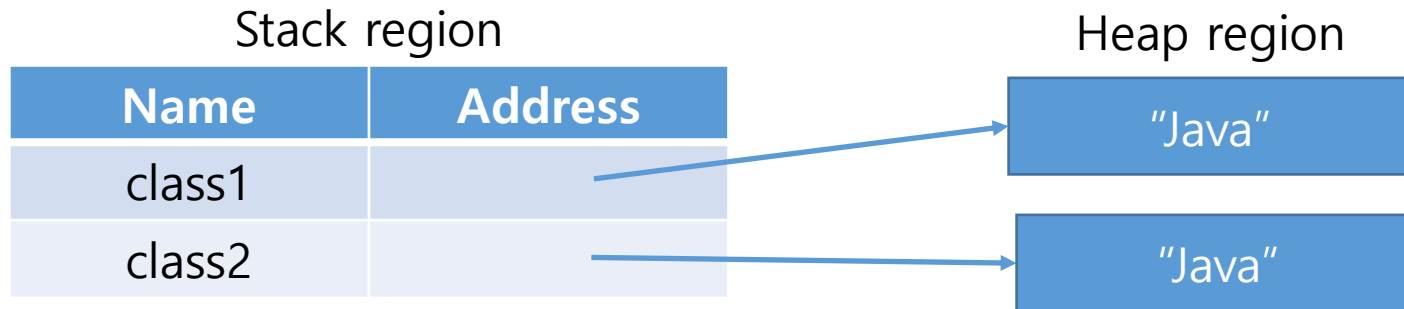 Stack region
Heap region
Name Address
"Java"
class1
class2
"Java"